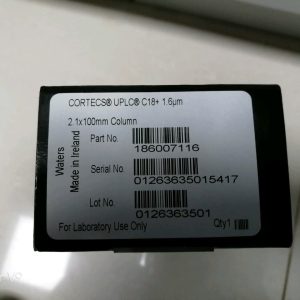 CORTECS® UPLC® C18+ 1.6µm
2.1x100mm Column
Part No.
186007116
Serial No.
01263635015417
Lot No.
0126363501
For Laboratory Use Only
Qty1
Waters
Made in Ireland